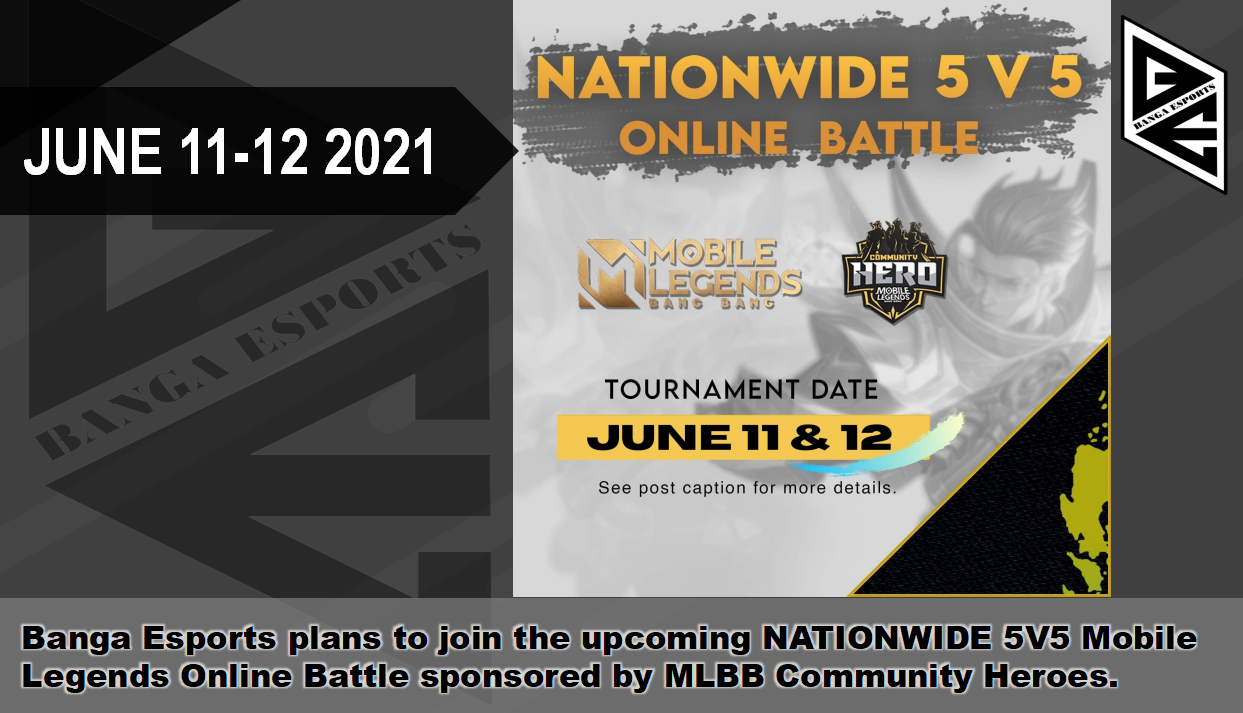 JUNE 11-12 2021
BANGA ESPORTS
NATIONWIDE 5 V 5
ONLINE BATTLE
MOBILE
LEGENDS
BANG BANG
COMMUNITY
HERO
MOBILE
LEGENDS
TOURNAMENT DATE
JUNE 11 & 12
See post caption for more details.
BANGA ESPORTS
Banga Esports plans to join the upcoming NATIONWIDE 5V5 Mobile
Legends Online Battle sponsored by MLBB Community Heroes.